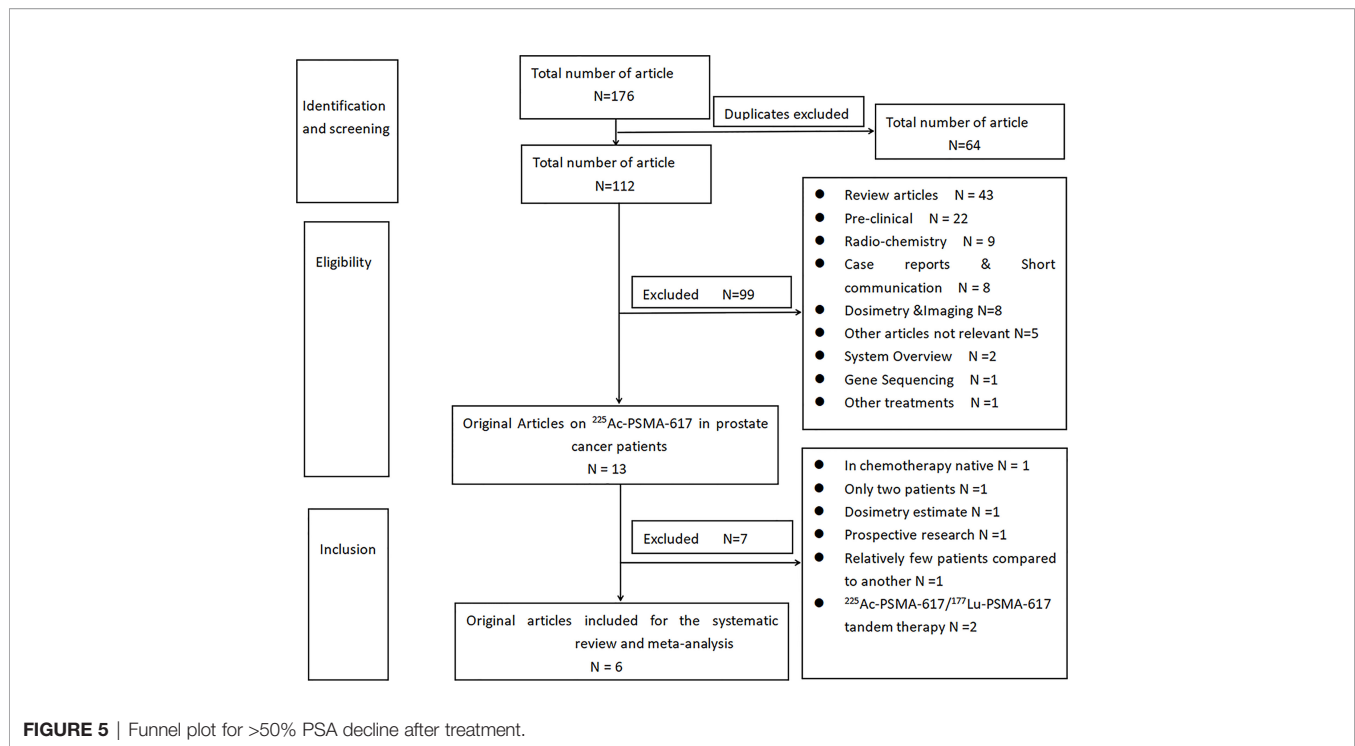 Identification
and screening
Total number of article
N=176
Duplicates excluded
Total number of article
N=64
Total number of article
N=112
Eligibility
Excluded N=99
● Review articles N = 43
● Pre-clinical N = 22
● Radio-chemistry N = 9
● Case reports & Short
communication N = 8
● Dosimetry &Imaging N=8
● Other articles not relevant N=5
● System Overview N =2
● Gene Sequencing N =1
● Other treatments N =1
Original Articles on ²²⁵Ac-PSMA-617 in prostate
cancer patients
N = 13
Inclusion
Excluded N=7
● In chemotherapy native N = 1
● Only two patients N =1
● Dosimetry estimate N =1
● Prospective research N =1
● Relatively few patients compared
to another N =1
● ²²⁵Ac-PSMA-617/¹⁷⁷Lu-PSMA-617
tandem therapy N =2
Original articles included for the systematic
review and meta-analysis
N = 6
FIGURE 5 | Funnel plot for >50% PSA decline after treatment.